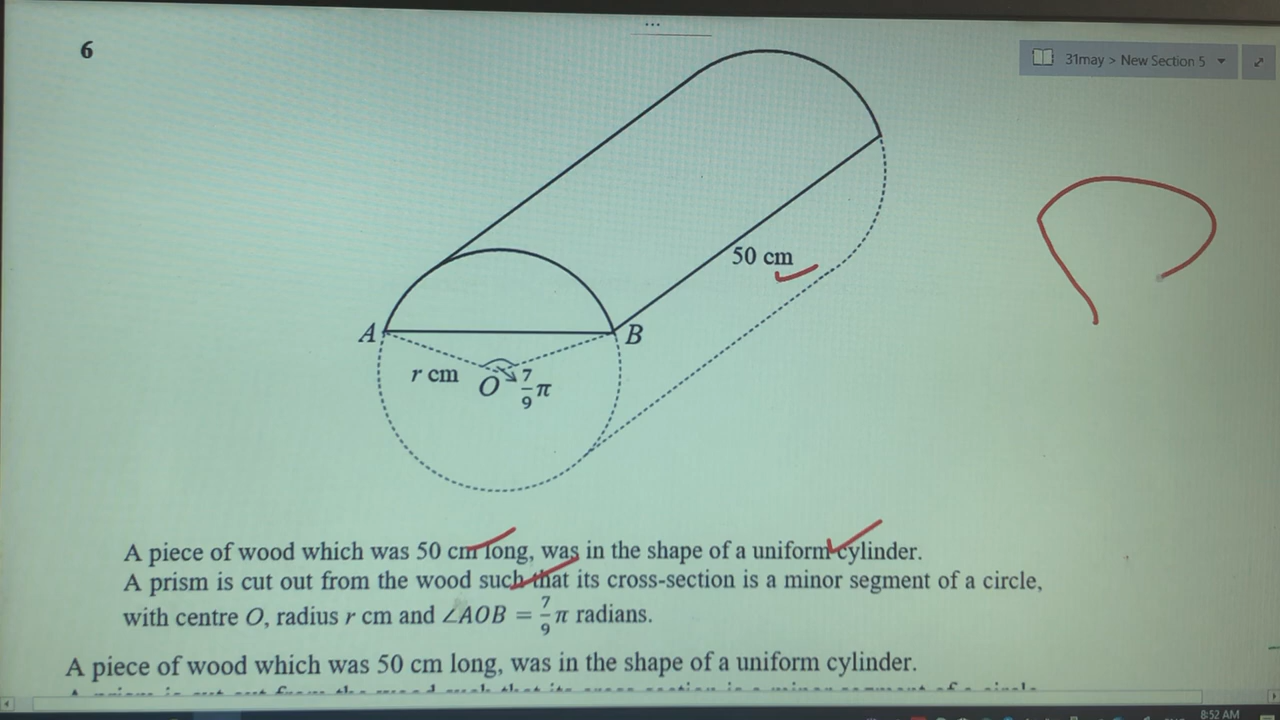 6
31may > New Section 5
50 cm
A
B
r cm
O
7/9 π
A piece of wood which was 50 cm long, was in the shape of a uniform cylinder.
A prism is cut out from the wood such that its cross-section is a minor segment of a circle,
with centre O, radius r cm and ∠AOB = 7/9 π radians.
A piece of wood which was 50 cm long, was in the shape of a uniform cylinder.
8:52 AM